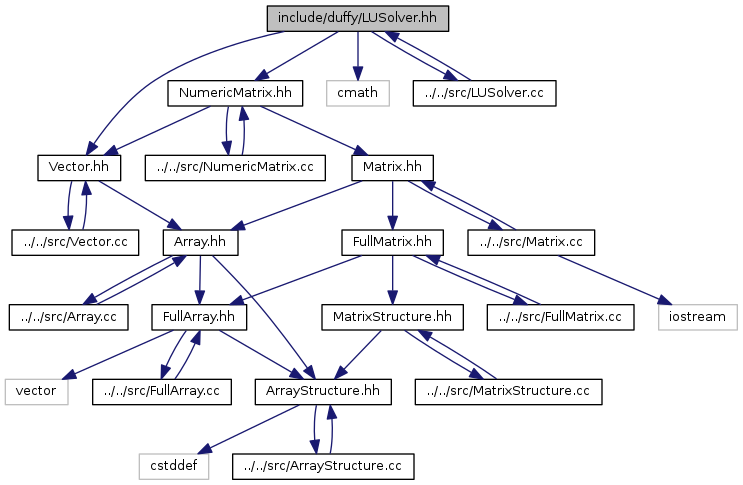 include/duffy/LUSolver.hh
NumericMatrix.hh
cmath
../../src/LUSolver.cc
Vector.hh
../../src/NumericMatrix.cc
Matrix.hh
../../src/Vector.cc
Array.hh
FullMatrix.hh
../../src/Matrix.cc
../../src/Array.cc
FullArray.hh
MatrixStructure.hh
../../src/FullMatrix.cc
iostream
vector
../../src/FullArray.cc
ArrayStructure.hh
../../src/MatrixStructure.cc
cstddef
../../src/ArrayStructure.cc